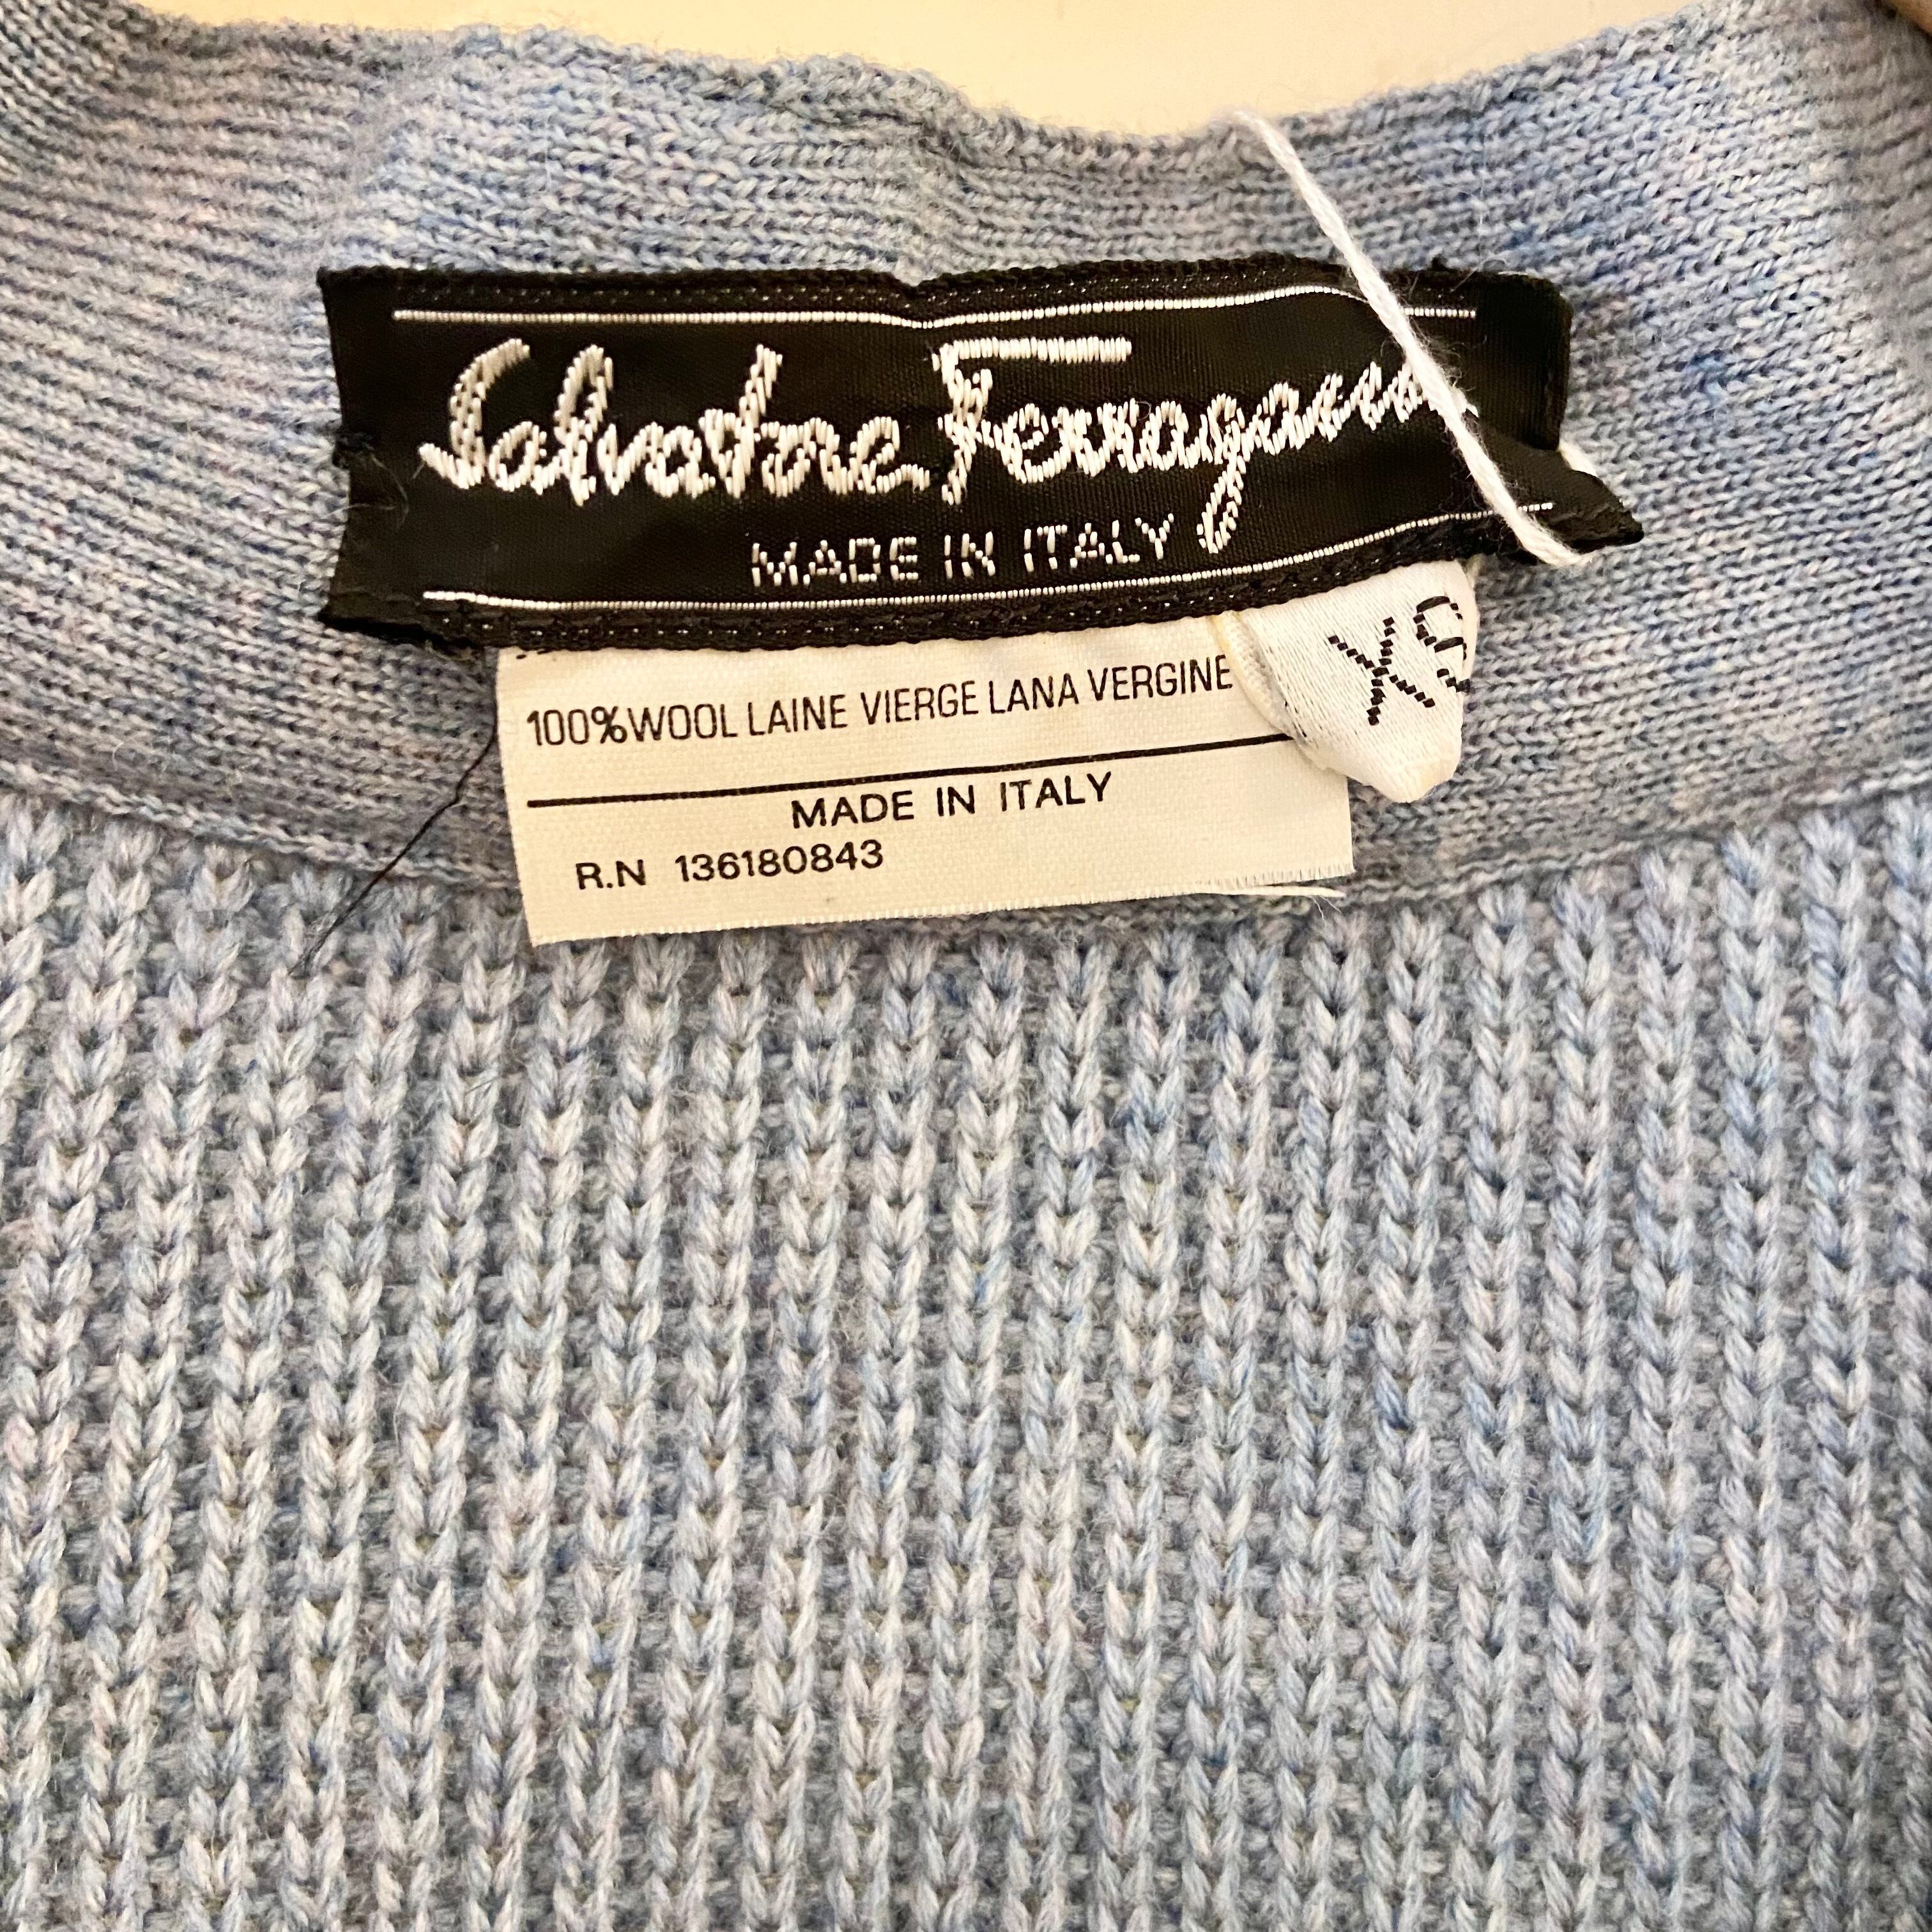 Salvatore Ferragamo
MADE IN ITALY
XS
100%WOOL LAINE VIERGE LANA VERGINE
MADE IN ITALY
R.N 136180843